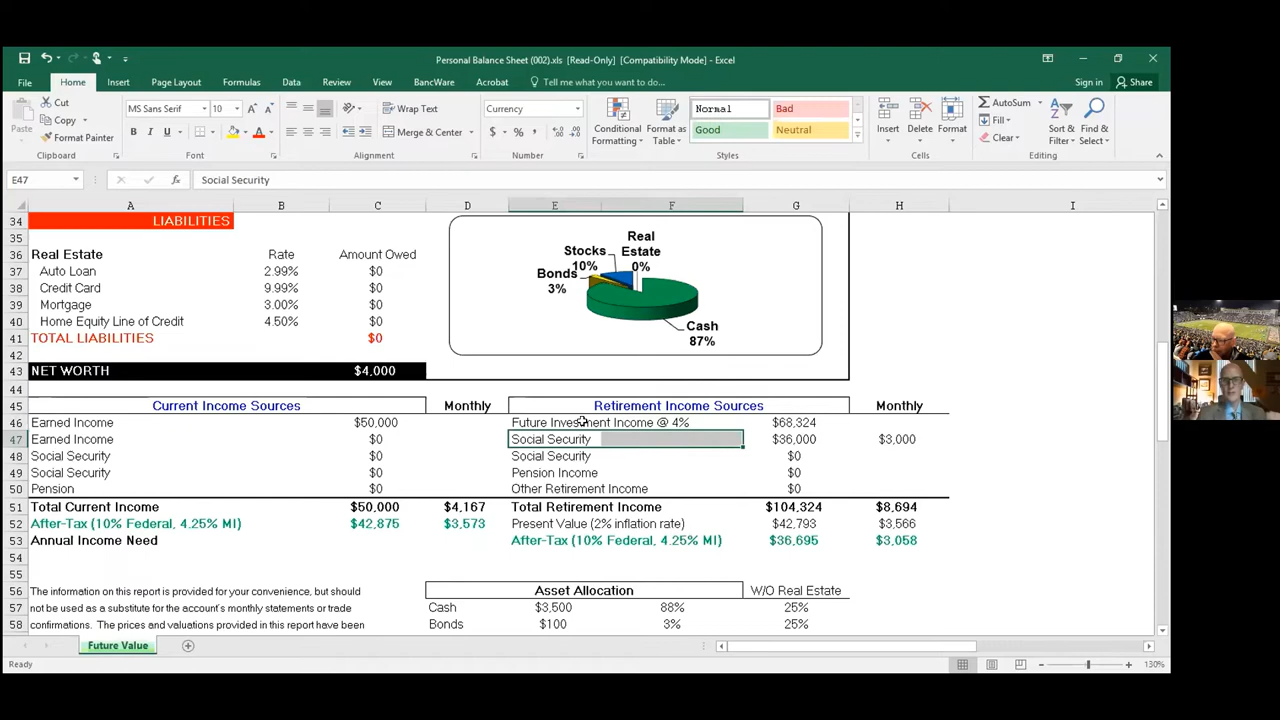 Personal Balance Sheet (002).xls [Read-Only] [Compatibility Mode] - Excel
File Home Insert Page Layout Formulas Data Review View BancWare Acrobat Tell me what you want to do... Sign in Share
Paste
Cut
Copy
Format Painter
Clipboard
MS Sans Serif 10
B I U
Font
Wrap Text
Merge & Center
Alignment
Currency
$ % ,
Number
Conditional Formatting
Format as Table
Normal Bad
Good Neutral
Styles
Insert Delete Format
Cells
AutoSum
Fill
Clear
Sort & Filter
Find & Select
Editing
E47 fx Social Security
A B C D E F G H I
34 LIABILITIES
35
36 Real Estate Rate Amount Owed
37 Auto Loan 2.99% $0
38 Credit Card 9.99% $0
39 Mortgage 3.00% $0
40 Home Equity Line of Credit 4.50% $0
41 TOTAL LIABILITIES $0
42
43 NET WORTH $4,000
Real Estate 0%
Stocks 10%
Bonds 3%
Cash 87%
44
45 Current Income Sources Monthly Retirement Income Sources Monthly
46 Earned Income $50,000 Future Investment Income @ 4% $68,324
47 Earned Income $0 Social Security $36,000 $3,000
48 Social Security $0 Social Security $0
49 Social Security $0 Pension Income $0
50 Pension $0 Other Retirement Income $0
51 Total Current Income $50,000 $4,167 Total Retirement Income $104,324 $8,694
52 After-Tax (10% Federal, 4.25% MI) $42,875 $3,573 Present Value (2% inflation rate) $42,793 $3,566
53 Annual Income Need After-Tax (10% Federal, 4.25% MI) $36,695 $3,058
54
55
56 The information on this report is provided for your convenience, but should Asset Allocation W/O Real Estate
57 not be used as a substitute for the account's monthly statements or trade Cash $3,500 88% 25%
58 confirmations. The prices and valuations provided in this report have been Bonds $100 3% 25%
Future Value
Ready 130%